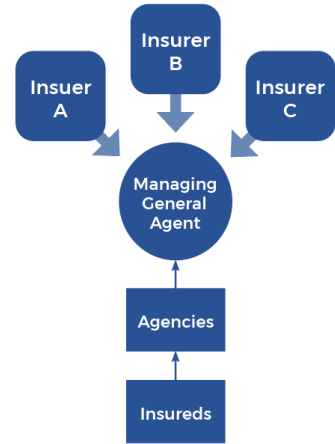 Insuer
A
Insurer
B
Insurer
C
Managing
General
Agent
Agencies
Insureds